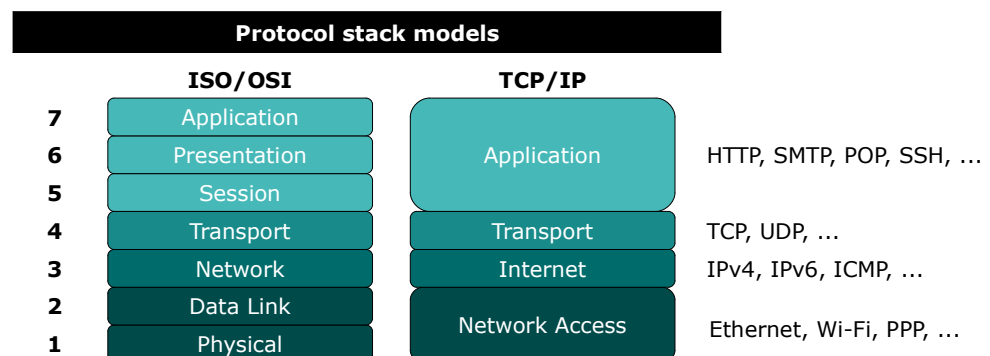 Protocol stack models
ISO/OSI TCP/IP
7 Application
6 Presentation Application HTTP, SMTP, POP, SSH, ...
5 Session
4 Transport Transport TCP, UDP, ...
3 Network Internet IPv4, IPv6, ICMP, ...
2 Data Link
Network Access Ethernet, Wi-Fi, PPP, ...
1 Physical